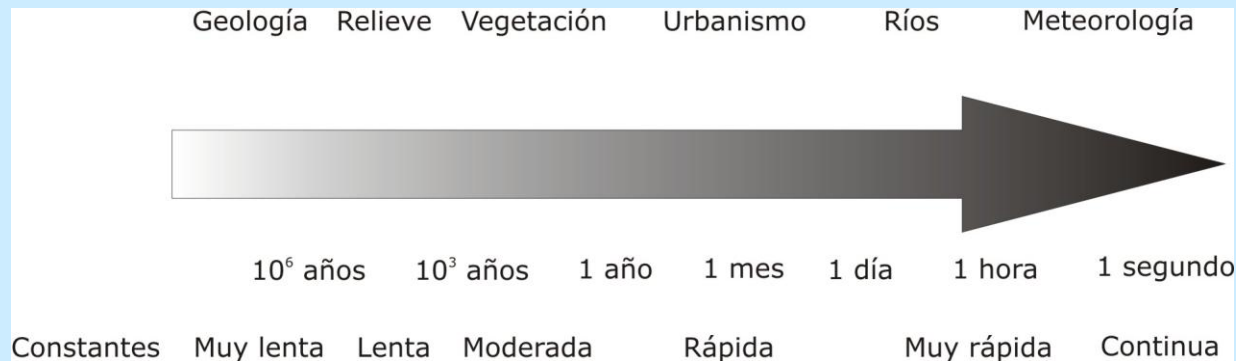 Geología Relieve Vegetación Urbanismo Ríos Meteorología
10⁶ años 10³ años 1 año 1 mes 1 día 1 hora 1 segundo
Constantes Muy lenta Lenta Moderada Rápida Muy rápida Continua